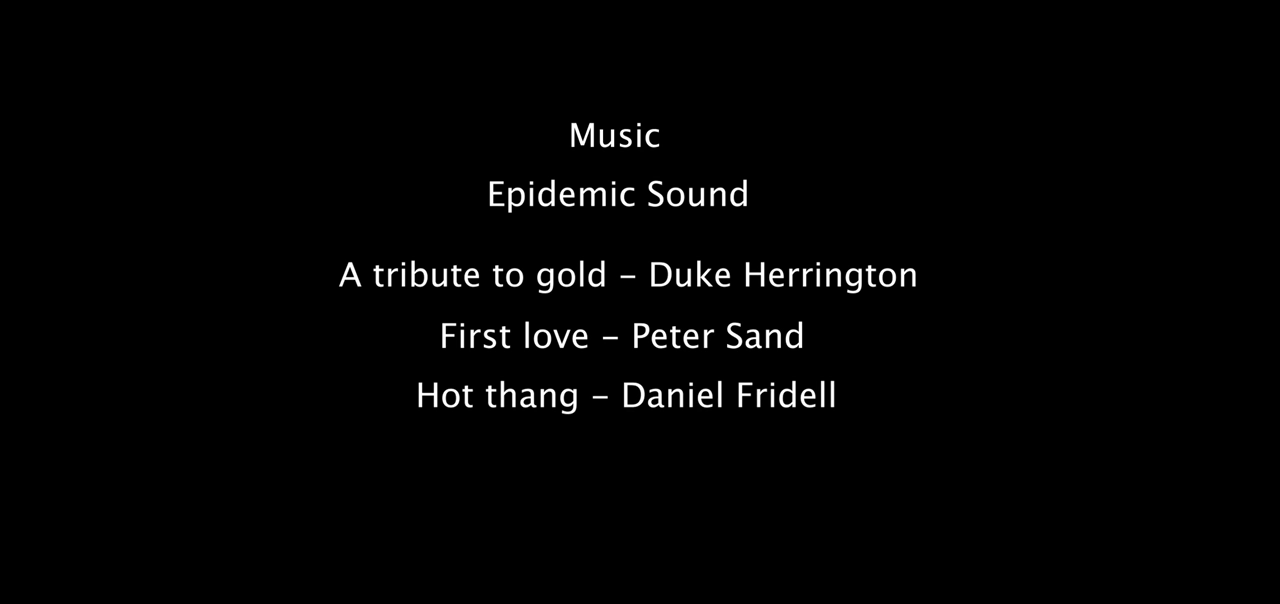 Music
Epidemic Sound
A tribute to gold – Duke Herrington
First love – Peter Sand
Hot thang – Daniel Fridell